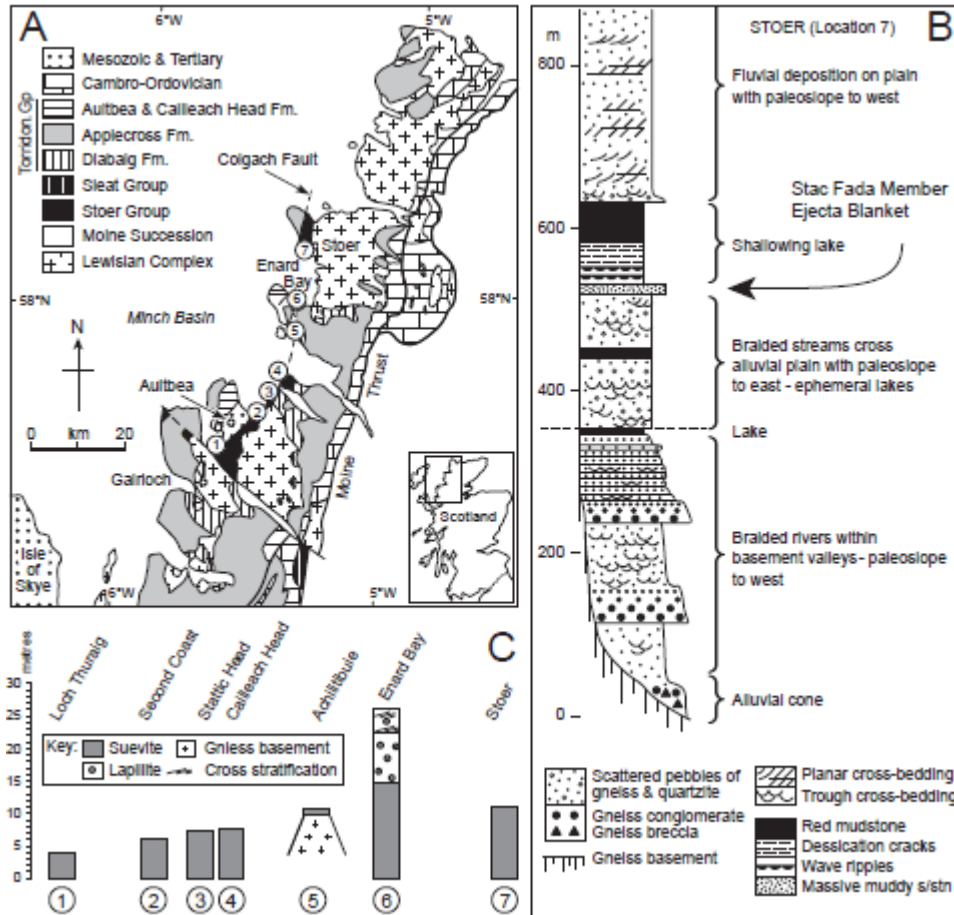 A
6°W
5°W
Mesozoic & Tertiary
Cambro-Ordovician
Aultbea & Cailleach Head Fm.
Applecross Fm.
Diabaig Fm.
Torridon. Gp
Sleat Group
Stoer Group
Moine Succession
Lewisian Complex
Colgach Fault
7
Stoer
Enard
Bay
6
58°N
58°N
Minch Basin
5
N
4
3
Aultbea
2
1
Thrust
Moine
0 km 20
Gairloch
Scotland
Isle
of
Skye
6°W
5°W
B
m
STOER (Location 7)
800
Fluvial deposition on plain
with paleoslope to west
Stac Fada Member
Ejecta Blanket
600
Shallowing lake
Braided streams cross
alluvial plain with paleoslope
to east - ephemeral lakes
400
Lake
Braided rivers within
basement valleys - paleoslope
to west
200
Alluvial cone
0
Scattered pebbles of
gneiss & quartzite
Gneiss conglomerate
Gneiss breccia
Gneiss basement
Planar cross-bedding
Trough cross-bedding
Red mudstone
Dessication cracks
Wave ripples
Massive muddy s/stn
C
metres
30
25
20
15
10
5
0
Loch Thuraig
Second Coast
Stattic Head
Cailleach Head
Achiltibuie
Enard Bay
Stoer
Key:
Suevite
Gniess basement
Lapillite
Cross stratification
1 2 3 4 5 6 7